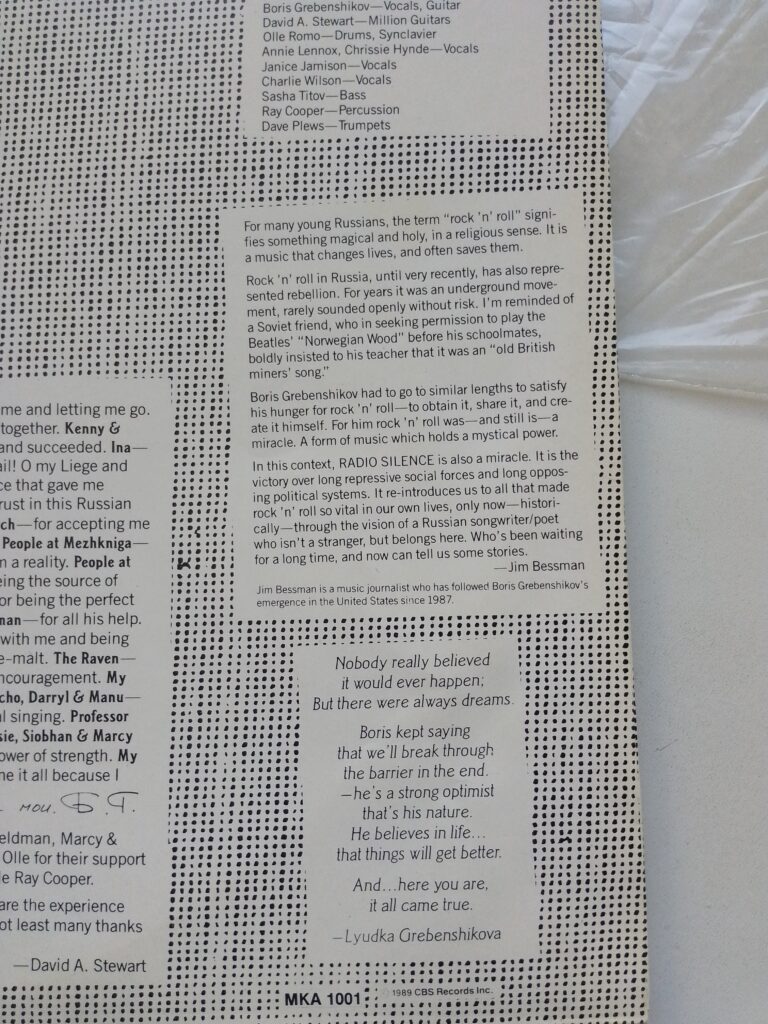 Boris Grebenshikov—Vocals, Guitar
David A. Stewart—Million Guitars
Olle Romo—Drums, Synclavier
Annie Lennox, Chrissie Hynde—Vocals
Janice Jamison—Vocals
Charlie Wilson—Vocals
Sasha Titov—Bass
Ray Cooper—Percussion
Dave Plews—Trumpets
For many young Russians, the term “rock ’n’ roll” signi-
fies something magical and holy, in a religious sense. It is
a music that changes lives, and often saves them.
Rock ’n’ roll in Russia, until very recently, has also repre-
sented rebellion. For years it was an underground move-
ment, rarely sounded openly without risk. I’m reminded of
a Soviet friend, who in seeking permission to play the
Beatles’ “Norwegian Wood” before his schoolmates,
boldly insisted to his teacher that it was an “old British
miners’ song.”
Boris Grebenshikov had to go to similar lengths to satisfy
his hunger for rock ’n’ roll—to obtain it, share it, and cre-
ate it himself. For him rock ’n’ roll was—and still is—a
miracle. A form of music which holds a mystical power.
In this context, RADIO SILENCE is also a miracle. It is the
victory over long repressive social forces and long oppos-
ing political systems. It re-introduces us to all that made
rock ’n’ roll so vital in our own lives, only now—histori-
cally—through the vision of a Russian songwriter/poet
who isn’t a stranger, but belongs here. Who’s been waiting
for a long time, and now can tell us some stories.
—Jim Bessman
Jim Bessman is a music journalist who has followed Boris Grebenshikov’s
emergence in the United States since 1987.
me and letting me go.
together. Kenny &
and succeeded. Ina—
ail! O my Liege and
ce that gave me
rust in this Russian
ch—for accepting me
People at Mezhkniga—
m a reality. People at
eing the source of
or being the perfect
man—for all his help.
with me and being
e-malt. The Raven—
ncouragement. My
cho, Darryl & Manu—
al singing. Professor
sie, Siobhan & Marcy
ower of strength. My
ne it all because I
мои. Б.Г.
eldman, Marcy &
Olle for their support
le Ray Cooper.
are the experience
ot least many thanks
—David A. Stewart
Nobody really believed
it would ever happen;
But there were always dreams.
Boris kept saying
that we’ll break through
the barrier in the end.
—he’s a strong optimist
that’s his nature.
He believes in life...
that things will get better.
And...here you are,
it all came true.
—Lyudka Grebenshikova
MKA 1001 © 1989 CBS Records Inc.